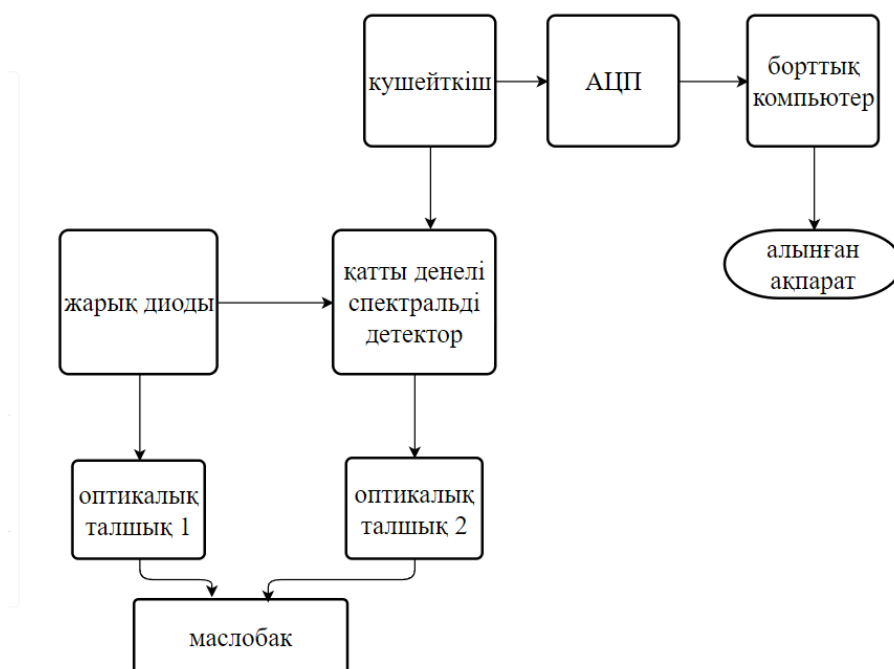 кушейткіш
АЦП
борттық
компьютер
жарық диоды
қатты денелі
спектральді
детектор
алынған
ақпарат
оптикалық
талшық 1
оптикалық
талшық 2
маслобак